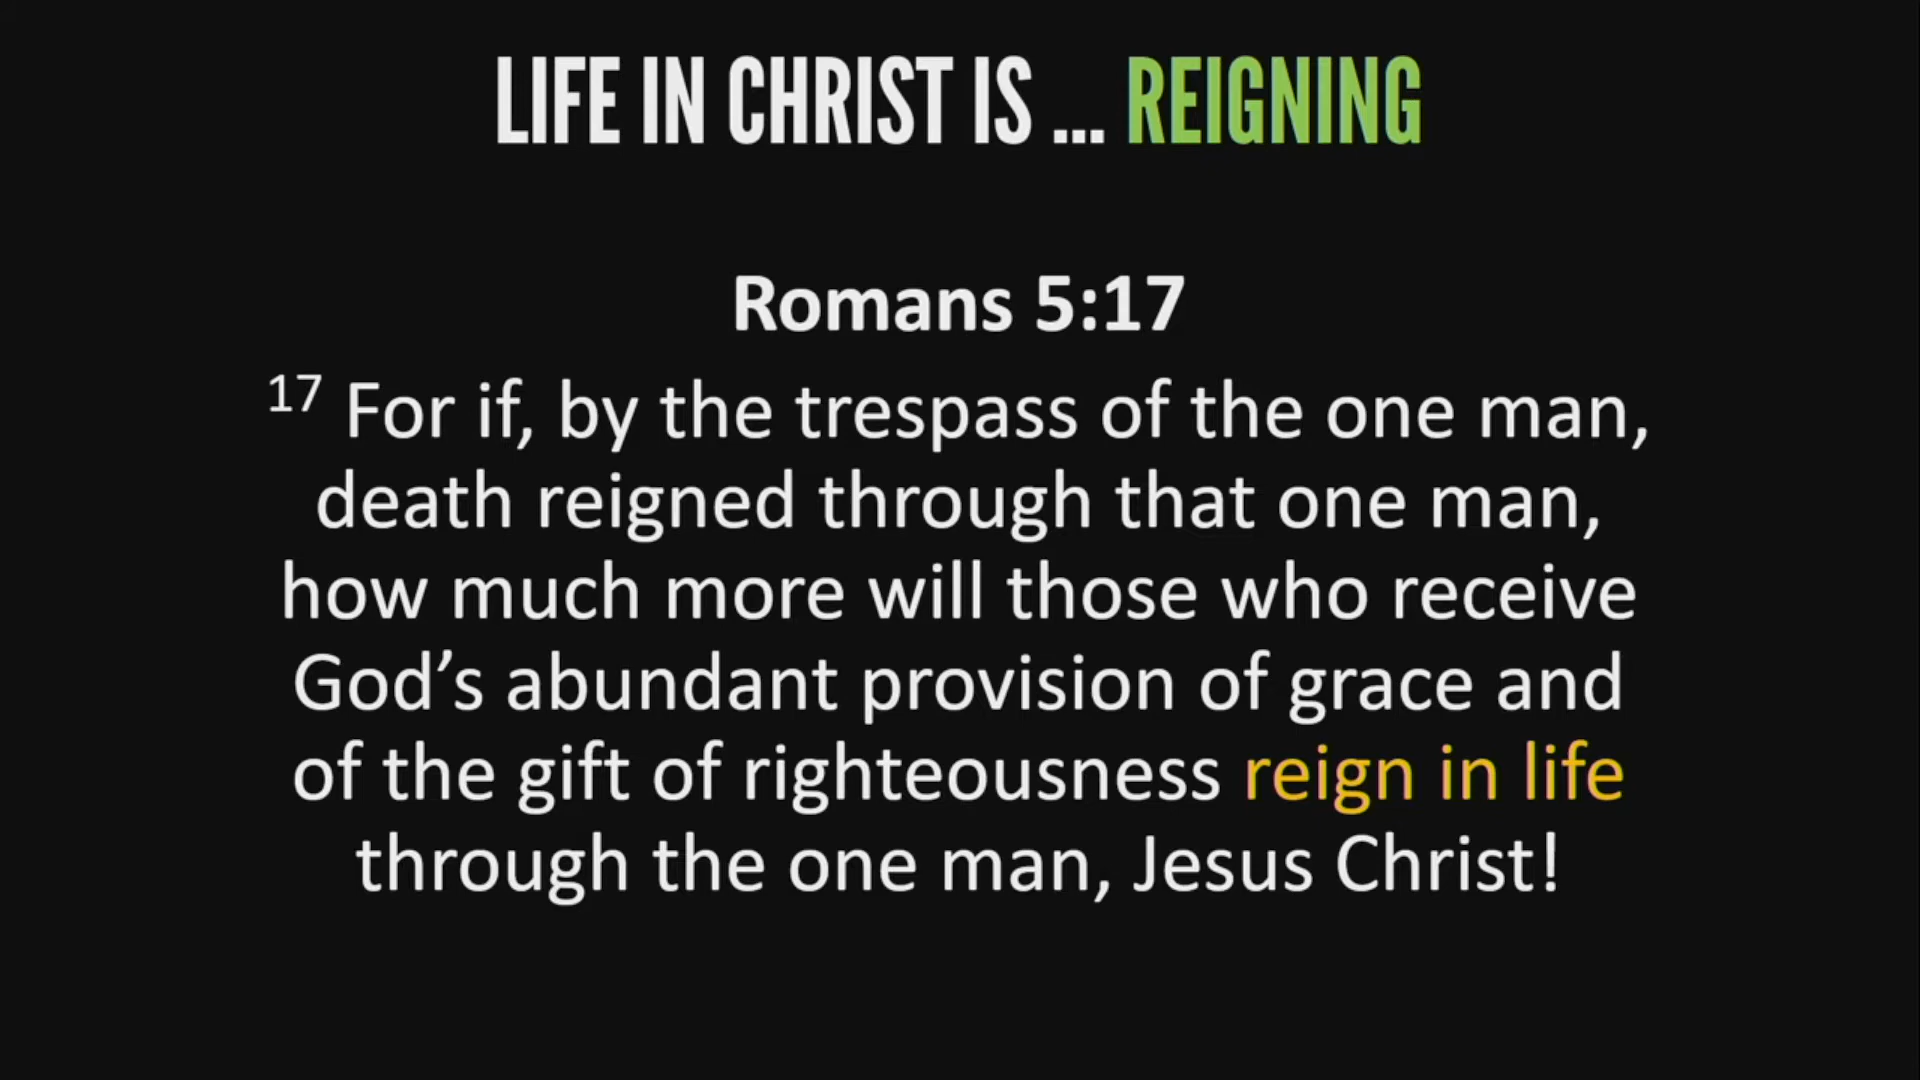 LIFE IN CHRIST IS ... REIGNING
Romans 5:17
17 For if, by the trespass of the one man,
death reigned through that one man,
how much more will those who receive
God’s abundant provision of grace and
of the gift of righteousness reign in life
through the one man, Jesus Christ!